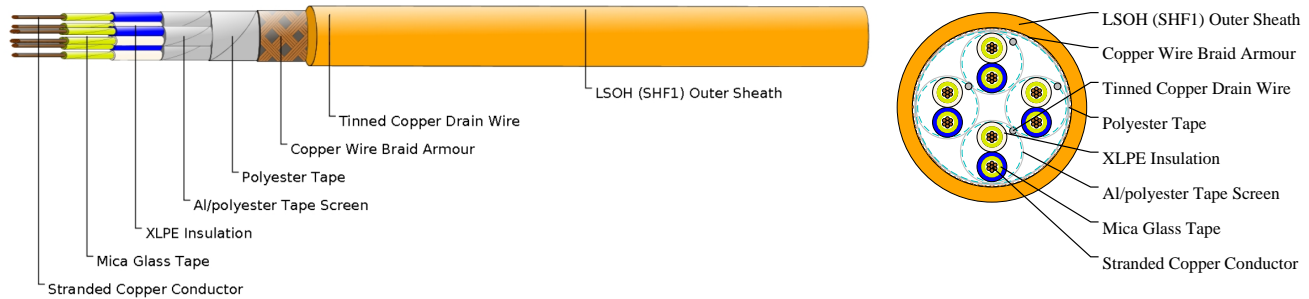 LSOH (SHF1) Outer Sheath
Tinned Copper Drain Wire
Copper Wire Braid Armour
Polyester Tape
Al/polyester Tape Screen
XLPE Insulation
Mica Glass Tape
Stranded Copper Conductor
LSOH (SHF1) Outer Sheath
Copper Wire Braid Armour
Tinned Copper Drain Wire
Polyester Tape
XLPE Insulation
Al/polyester Tape Screen
Mica Glass Tape
Stranded Copper Conductor